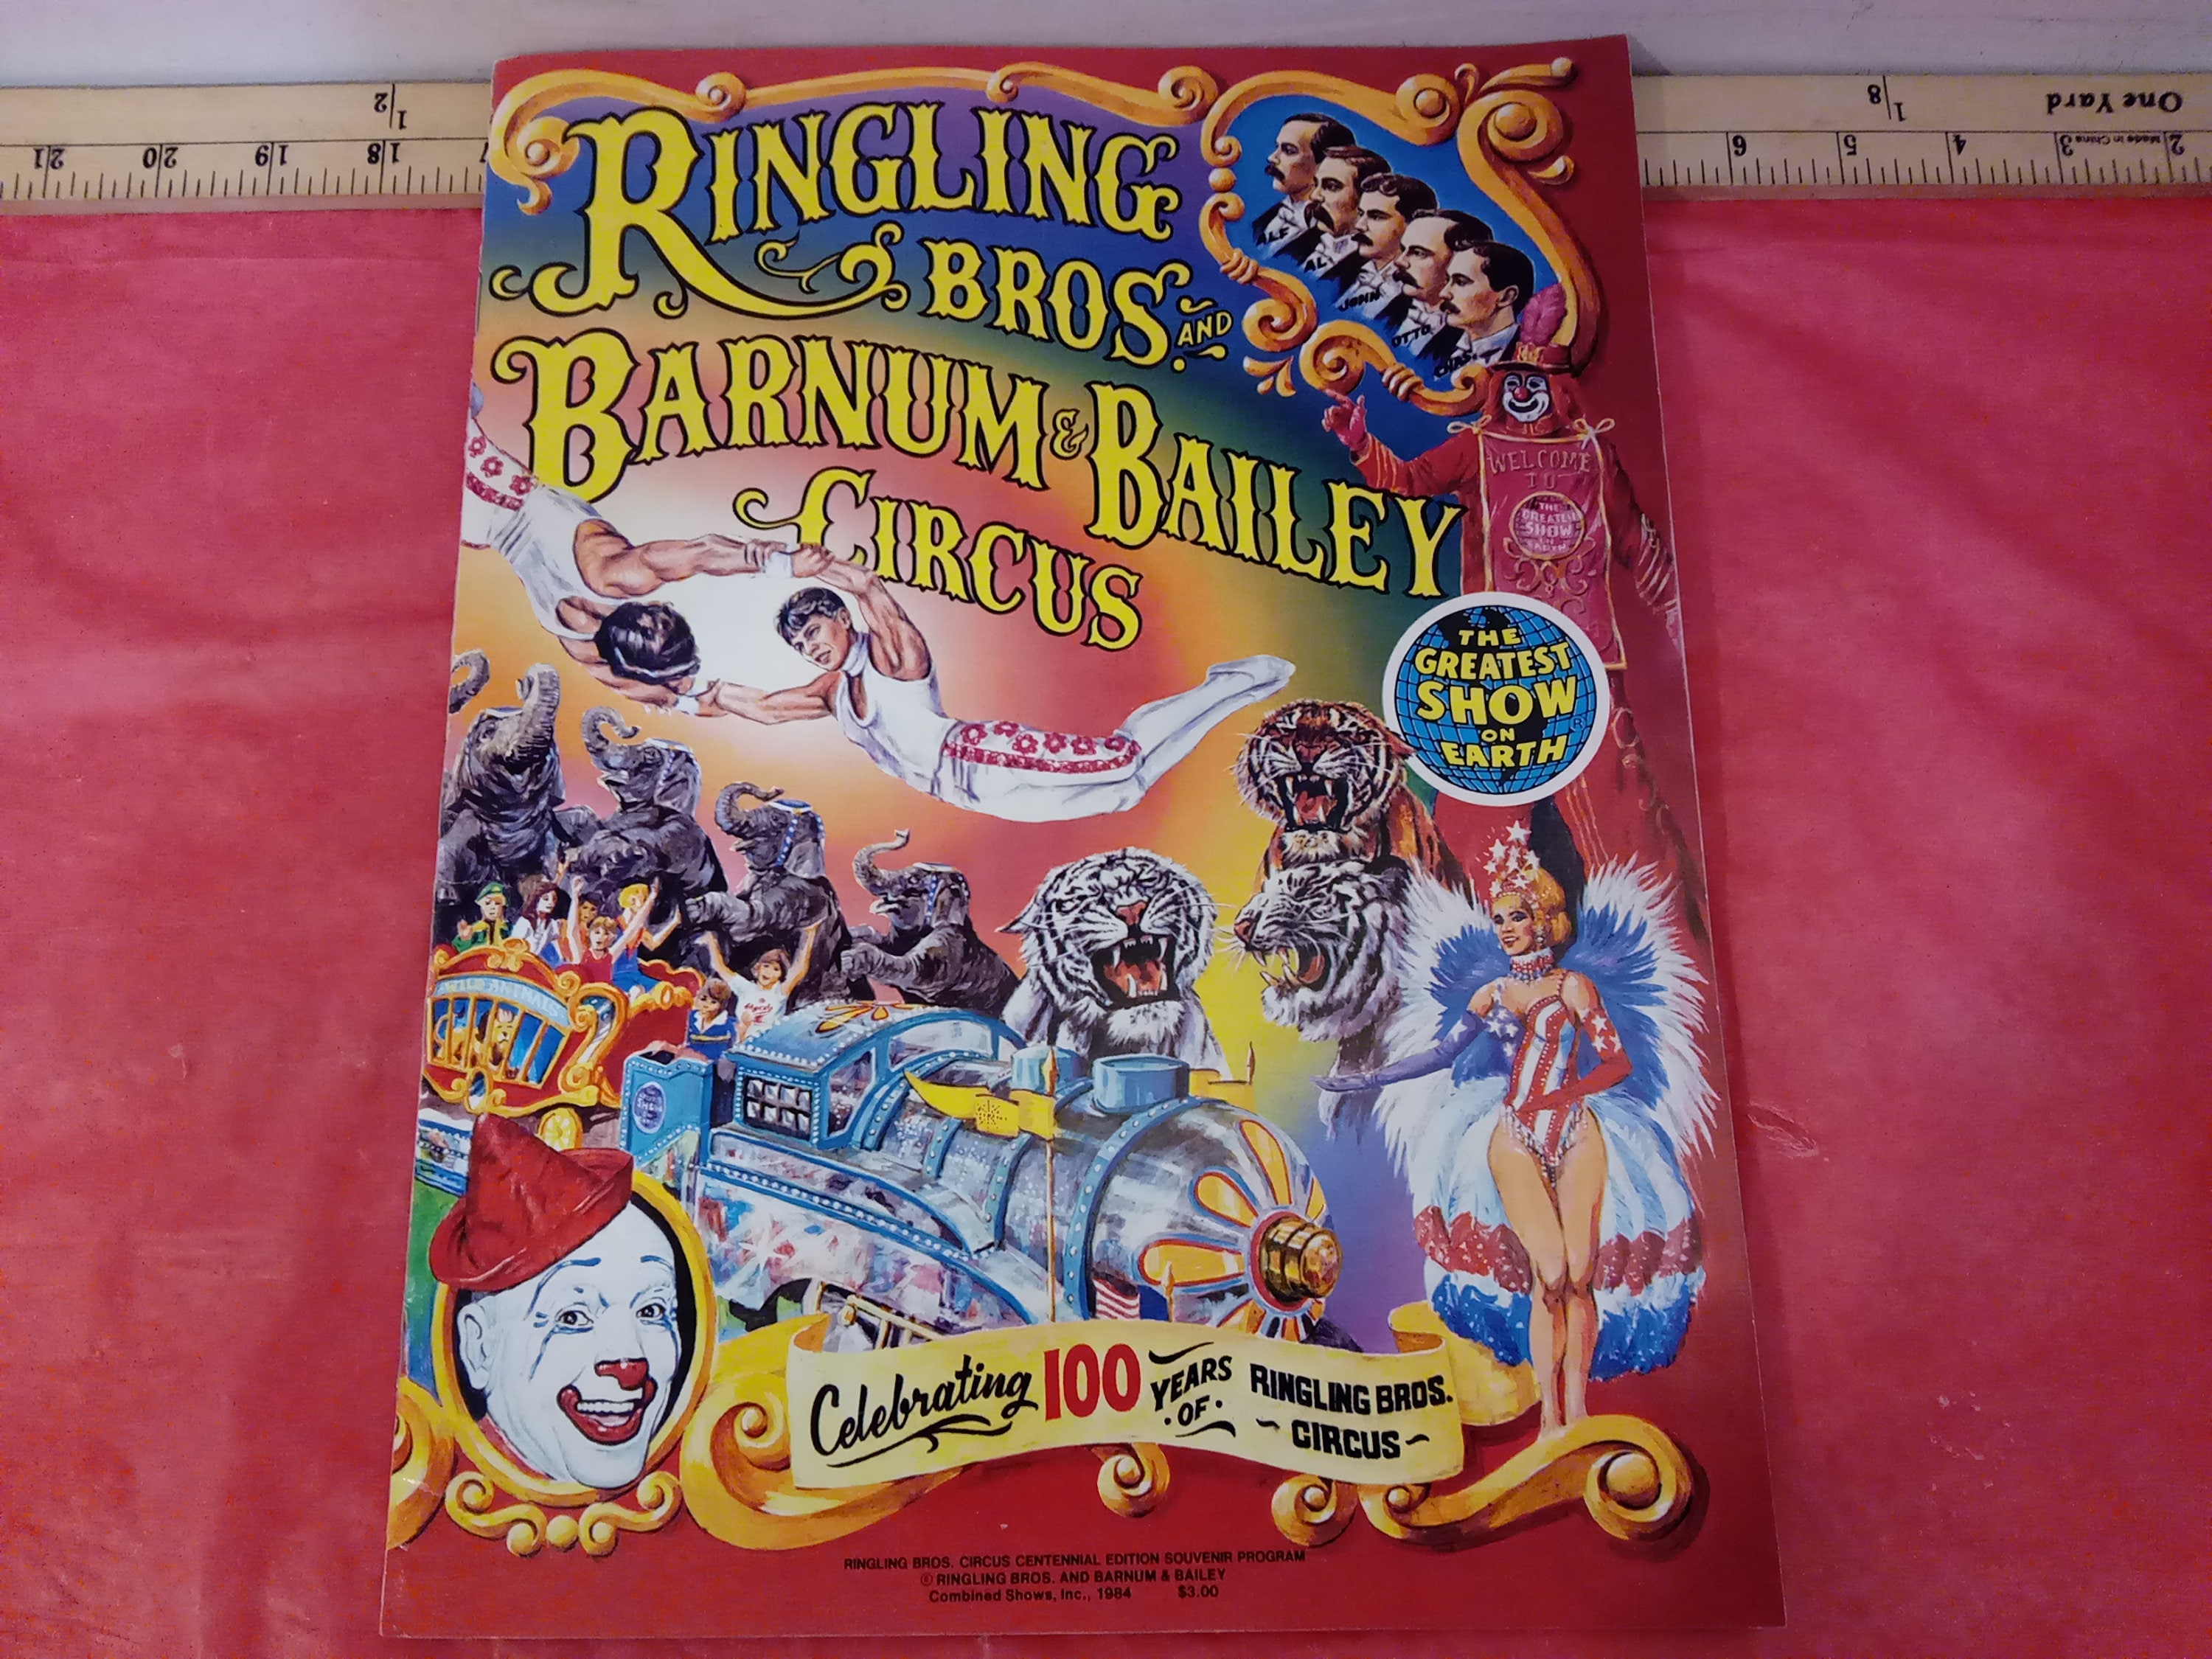 RINGLING
BROS. AND
BARNUM & BAILEY
CIRCUS
ALF
AL
JOHN
OTTO
CHAS
WELCOME
TO
THE
GREATEST
SHOW
ON
EARTH
THE
GREATEST
SHOW ®
ON
EARTH
SHOW
Celebrating 100 YEARS
OF
RINGLING BROS.
CIRCUS
RINGLING BROS. CIRCUS CENTENNIAL EDITION SOUVENIR PROGRAM
© RINGLING BROS. AND BARNUM & BAILEY
Combined Shows, Inc., 1984 $3.00
One Yard
Made in China
1/8
1/2
21 20 19 18
6 5 4 3 2